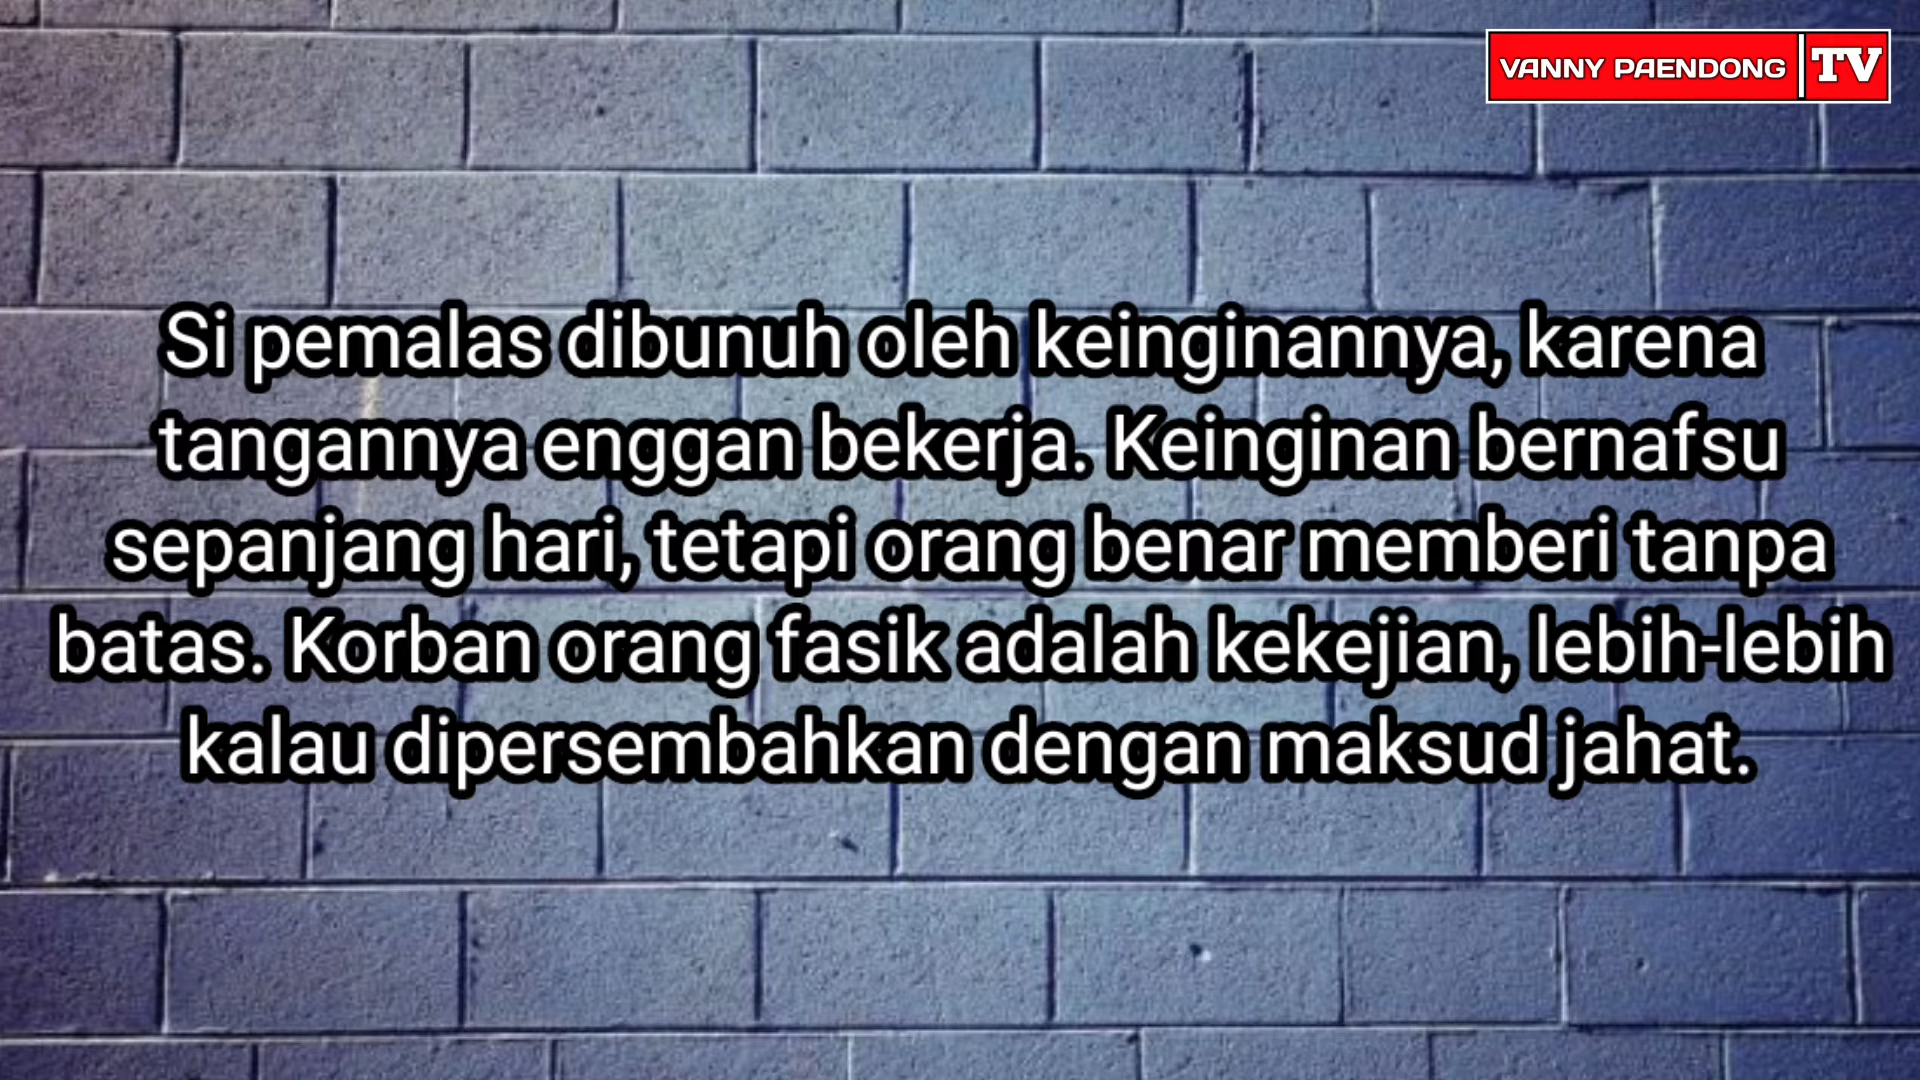 VANNY PAENDONG TV
Si pemalas dibunuh oleh keinginannya, karena
tangannya enggan bekerja. Keinginan bernafsu
sepanjang hari, tetapi orang benar memberi tanpa
batas. Korban orang fasik adalah kekejian, lebih-lebih
kalau dipersembahkan dengan maksud jahat.